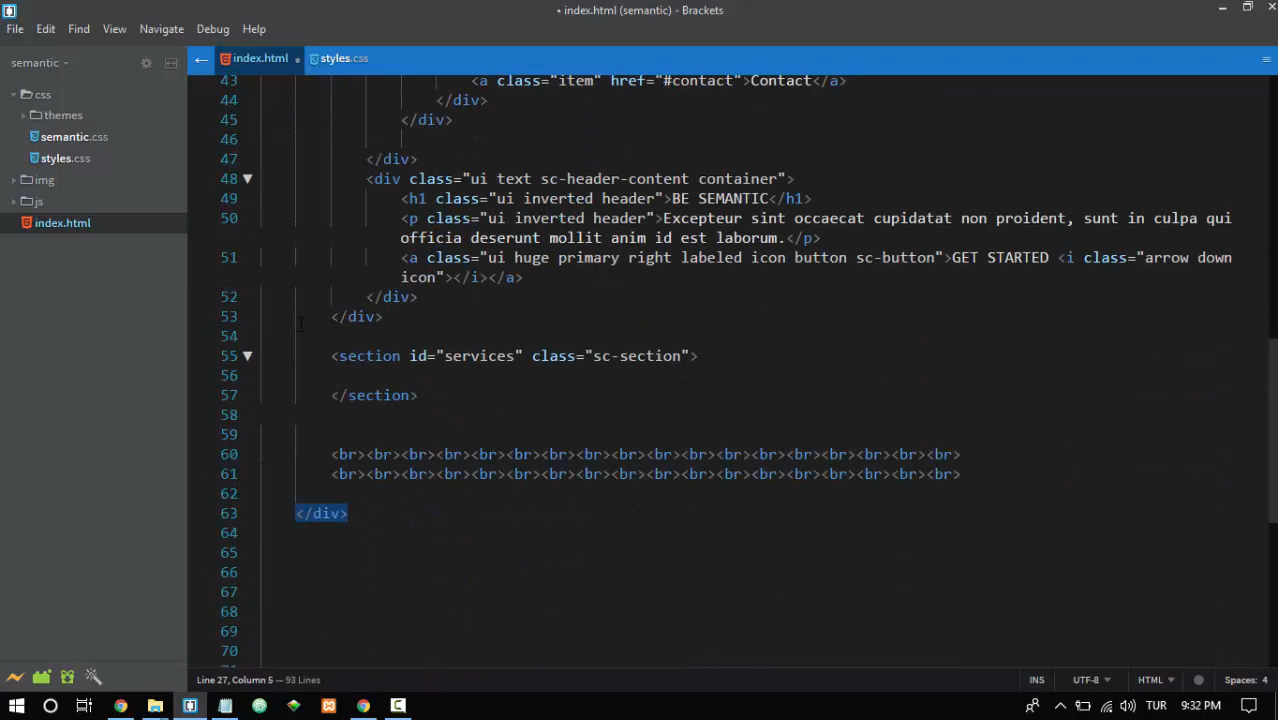 index.html (semantic) - Brackets
File Edit Find View Navigate Debug Help
semantic
index.html
styles.css
css
themes
semantic.css
styles.css
img
js
index.html
43 <a class="item" href="#contact">Contact</a>
44 </div>
45 </div>
46
47 </div>
48 <div class="ui text sc-header-content container">
49 <h1 class="ui inverted header">BE SEMANTIC</h1>
50 <p class="ui inverted header">Excepteur sint occaecat cupidatat non proident, sunt in culpa qui
officia deserunt mollit anim id est laborum.</p>
51 <a class="ui huge primary right labeled icon button sc-button">GET STARTED <i class="arrow down
icon"></i></a>
52 </div>
53 </div>
54
55 <section id="services" class="sc-section">
56
57 </section>
58
59
60 <br><br><br><br><br><br><br><br><br><br><br><br><br><br><br><br><br><br>
61 <br><br><br><br><br><br><br><br><br><br><br><br><br><br><br><br><br><br>
62
63 </div>
64
65
66
67
68
69
70
Line 27, Column 5 — 93 Lines
INS UTF-8 HTML Spaces: 4
TUR 9:32 PM